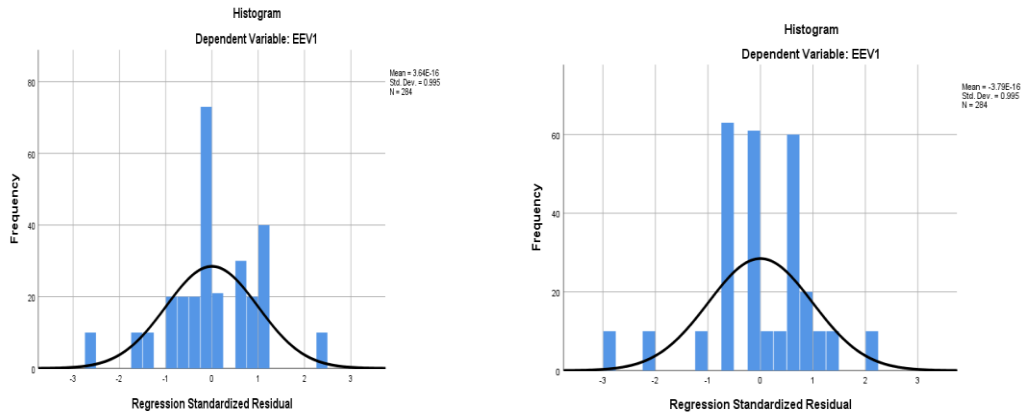 Histogram
Dependent Variable: EEV1
Mean = 3.64E-16
Std. Dev. = 0.995
N = 284
80
60
40
20
0
Frequency
-3 -2 -1 0 1 2 3
Regression Standardized Residual
Histogram
Dependent Variable: EEV1
Mean = -3.79E-16
Std. Dev. = 0.995
N = 284
60
40
20
0
Frequency
-3 -2 -1 0 1 2 3
Regression Standardized Residual